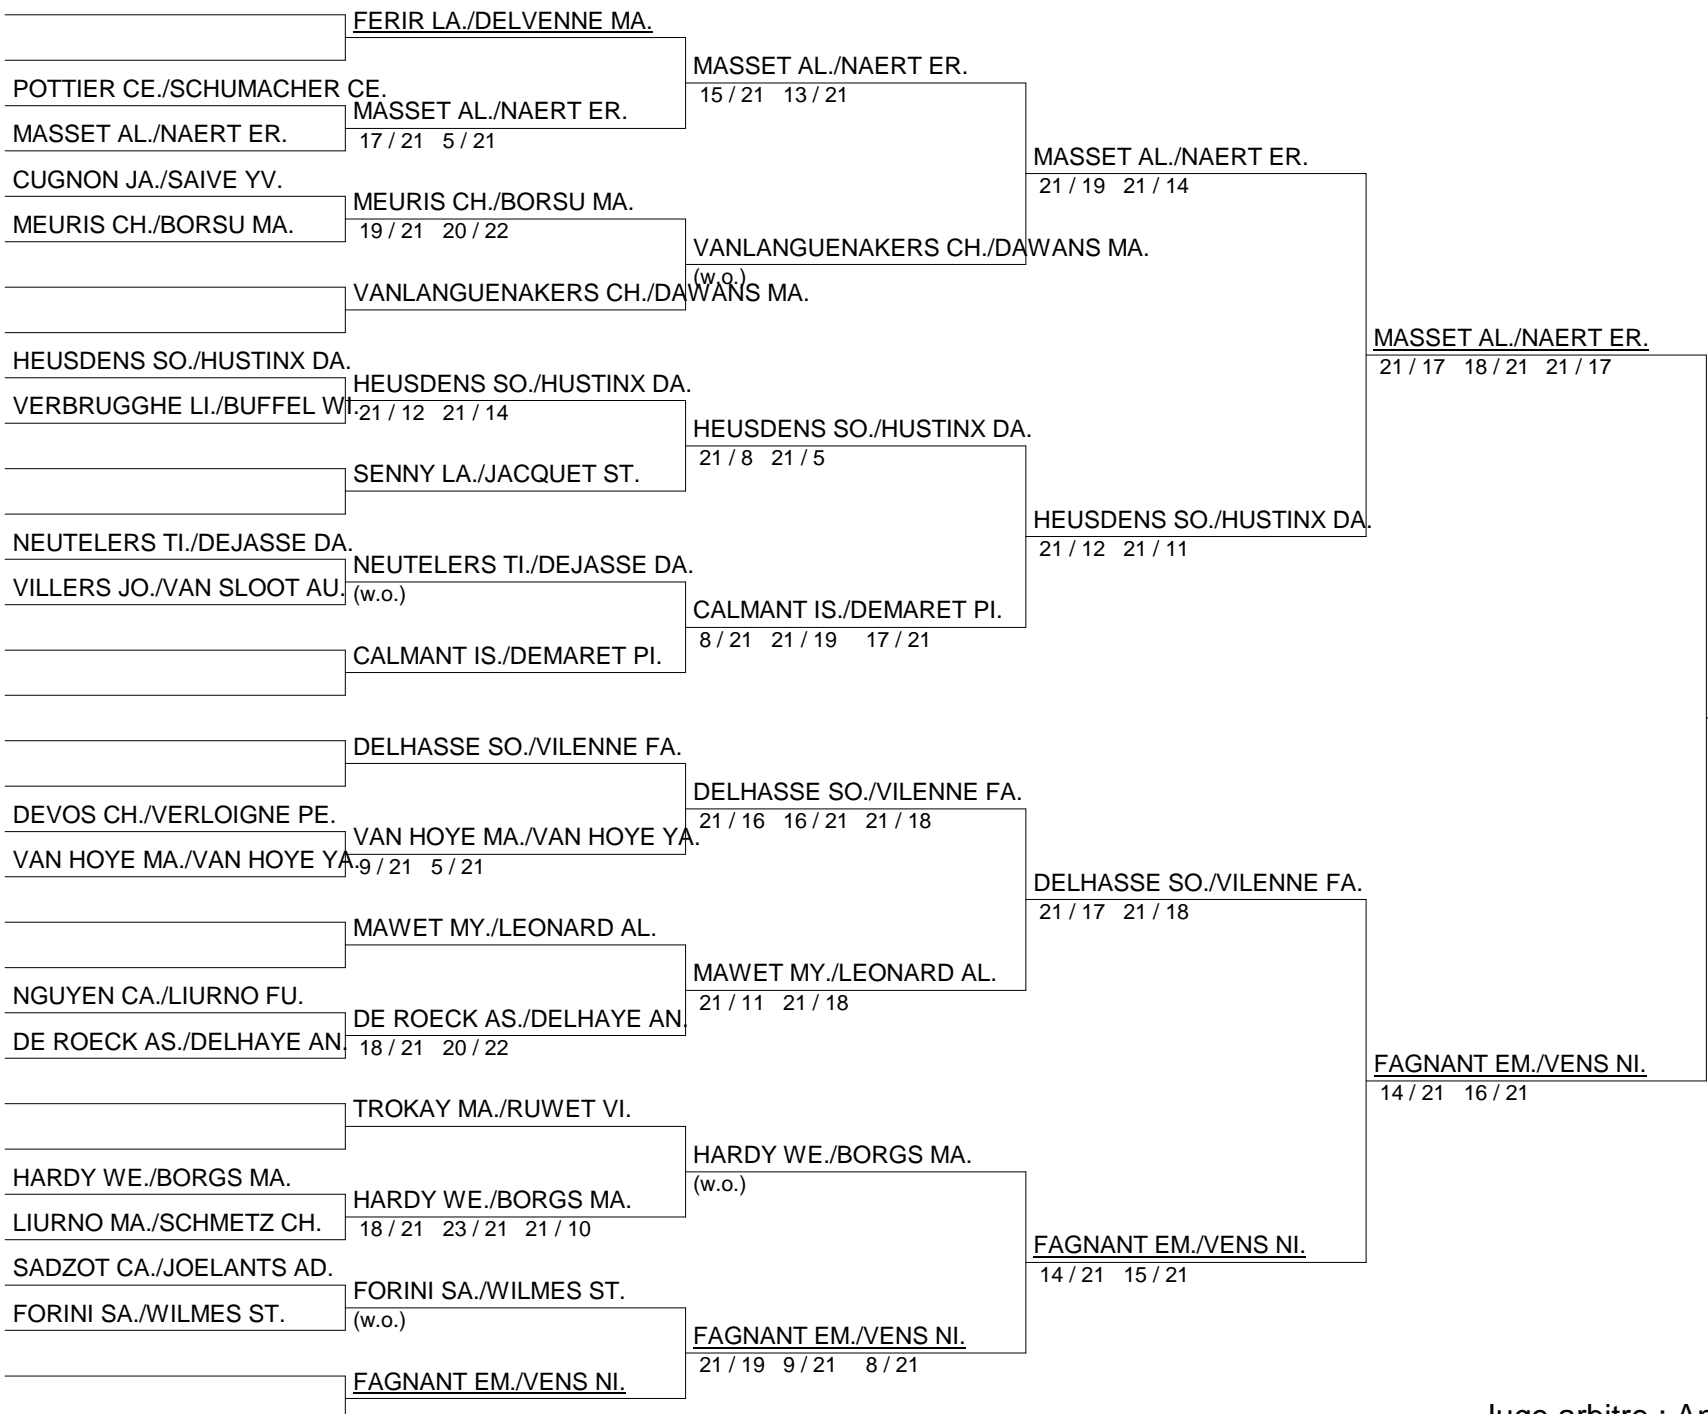 FERIR LA./DELVENNE MA.
POTTIER CE./SCHUMACHER CE.
MASSET AL./NAERT ER.
MASSET AL./NAERT ER.
17 / 21 5 / 21
MASSET AL./NAERT ER.
15 / 21 13 / 21
CUGNON JA./SAIVE YV.
MEURIS CH./BORSU MA.
MEURIS CH./BORSU MA.
19 / 21 20 / 22
VANLANGUENAKERS CH./DAWANS MA.
VANLANGUENAKERS CH./DAWANS MA.
(w.o.)
MASSET AL./NAERT ER.
21 / 19 21 / 14
HEUSDENS SO./HUSTINX DA.
VERBRUGGHE LI./BUFFEL WI.
HEUSDENS SO./HUSTINX DA.
21 / 12 21 / 14
SENNY LA./JACQUET ST.
HEUSDENS SO./HUSTINX DA.
21 / 8 21 / 5
NEUTELERS TI./DEJASSE DA.
VILLERS JO./VAN SLOOT AU.
NEUTELERS TI./DEJASSE DA.
(w.o.)
CALMANT IS./DEMARET PI.
CALMANT IS./DEMARET PI.
8 / 21 21 / 19 17 / 21
HEUSDENS SO./HUSTINX DA.
21 / 12 21 / 11
MASSET AL./NAERT ER.
21 / 17 18 / 21 21 / 17
DELHASSE SO./VILENNE FA.
DEVOS CH./VERLOIGNE PE.
VAN HOYE MA./VAN HOYE YA.
VAN HOYE MA./VAN HOYE YA.
9 / 21 5 / 21
DELHASSE SO./VILENNE FA.
21 / 16 16 / 21 21 / 18
MAWET MY./LEONARD AL.
NGUYEN CA./LIURNO FU.
DE ROECK AS./DELHAYE AN.
DE ROECK AS./DELHAYE AN.
18 / 21 20 / 22
MAWET MY./LEONARD AL.
21 / 11 21 / 18
DELHASSE SO./VILENNE FA.
21 / 17 21 / 18
TROKAY MA./RUWET VI.
HARDY WE./BORGS MA.
LIURNO MA./SCHMETZ CH.
HARDY WE./BORGS MA.
18 / 21 23 / 21 21 / 10
HARDY WE./BORGS MA.
(w.o.)
SADZOT CA./JOELANTS AD.
FORINI SA./WILMES ST.
FORINI SA./WILMES ST.
(w.o.)
FAGNANT EM./VENS NI.
FAGNANT EM./VENS NI.
21 / 19 9 / 21 8 / 21
FAGNANT EM./VENS NI.
14 / 21 15 / 21
FAGNANT EM./VENS NI.
14 / 21 16 / 21